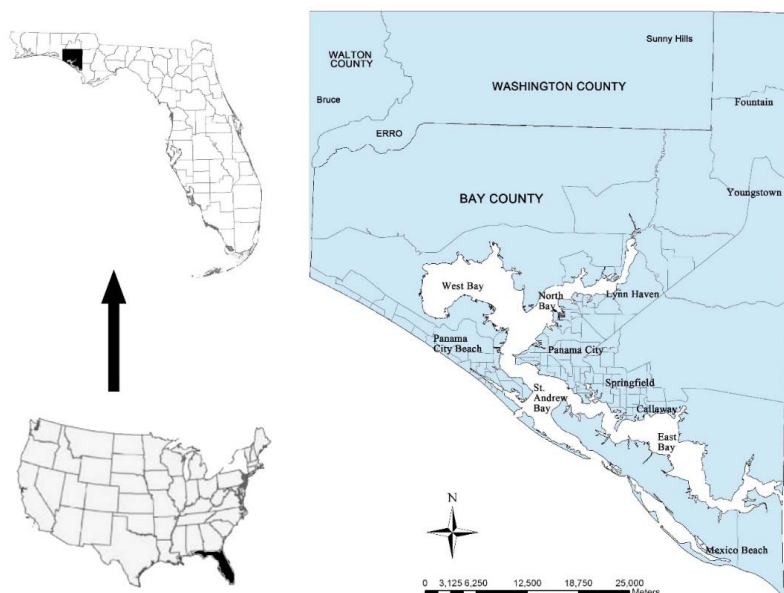 Sunny Hills
WALTON
COUNTY
WASHINGTON COUNTY
Bruce
Fountain
ERRO
Youngstown
BAY COUNTY
West Bay
North
Bay
Lynn Haven
Panama
City Beach
Panama City
Springfield
St.
Andrew
Bay
Callaway
East
Bay
N
Mexico Beach
0 3,125 6,250 12,500 18,750 25,000
Meters